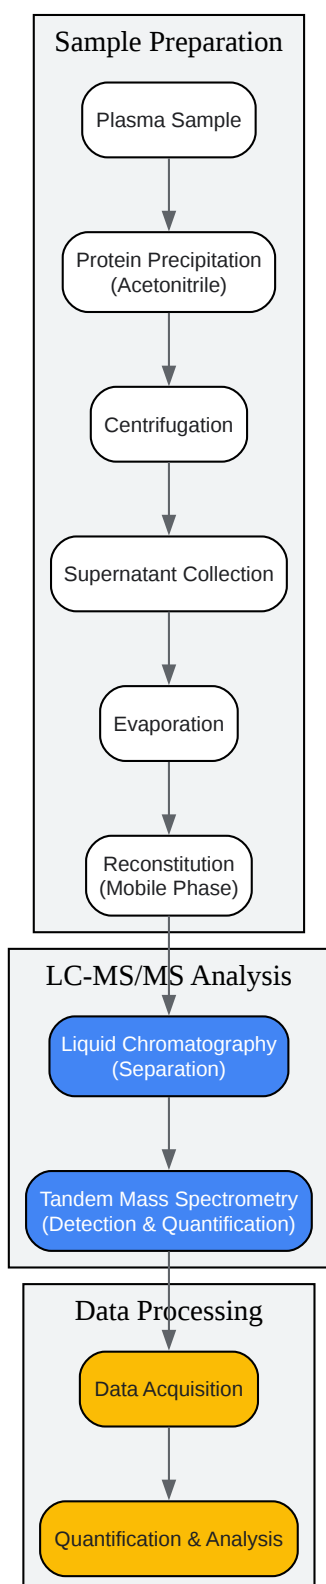 Sample Preparation
Plasma Sample
Protein Precipitation
(Acetonitrile)
Centrifugation
Supernatant Collection
Evaporation
Reconstitution
(Mobile Phase)
LC-MS/MS Analysis
Liquid Chromatography
(Separation)
Tandem Mass Spectrometry
(Detection & Quantification)
Data Processing
Data Acquisition
Quantification & Analysis